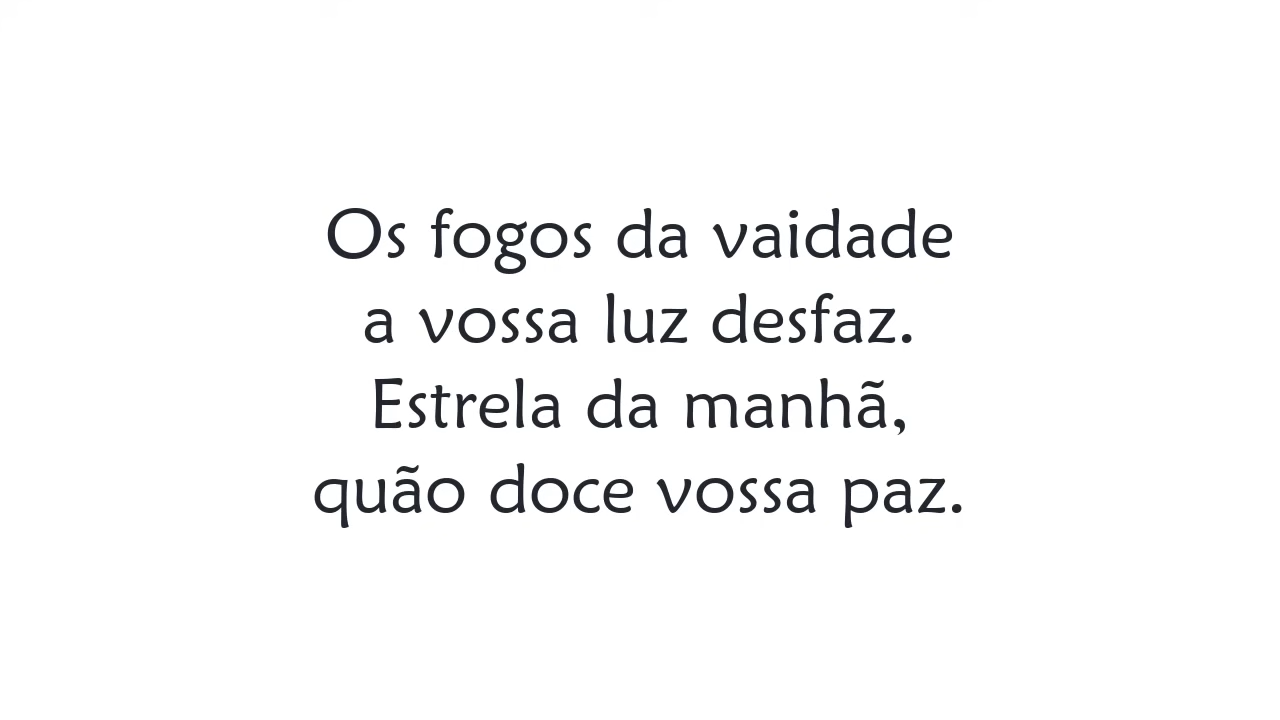 Os fogos da vaidade
a vossa luz desfaz.
Estrela da manhã,
quão doce vossa paz.